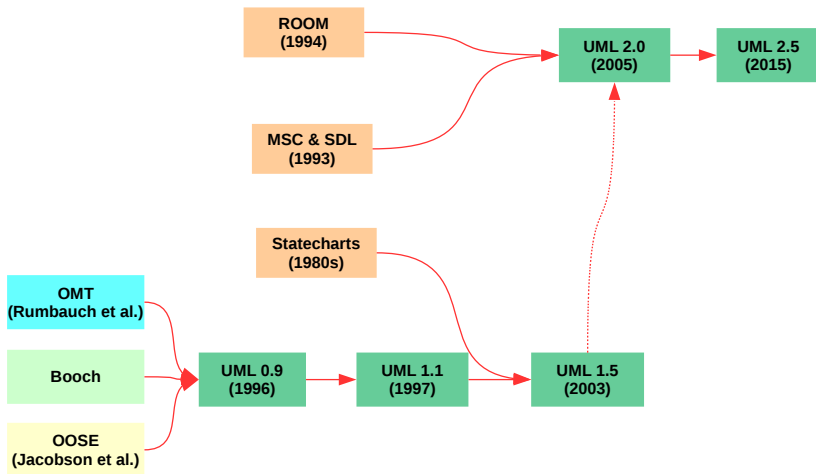 ROOM
(1994)
UML 2.0
(2005)
UML 2.5
(2015)
MSC & SDL
(1993)
Statecharts
(1980s)
OMT
(Rumbauch et al.)
Booch
OOSE
(Jacobson et al.)
UML 0.9
(1996)
UML 1.1
(1997)
UML 1.5
(2003)